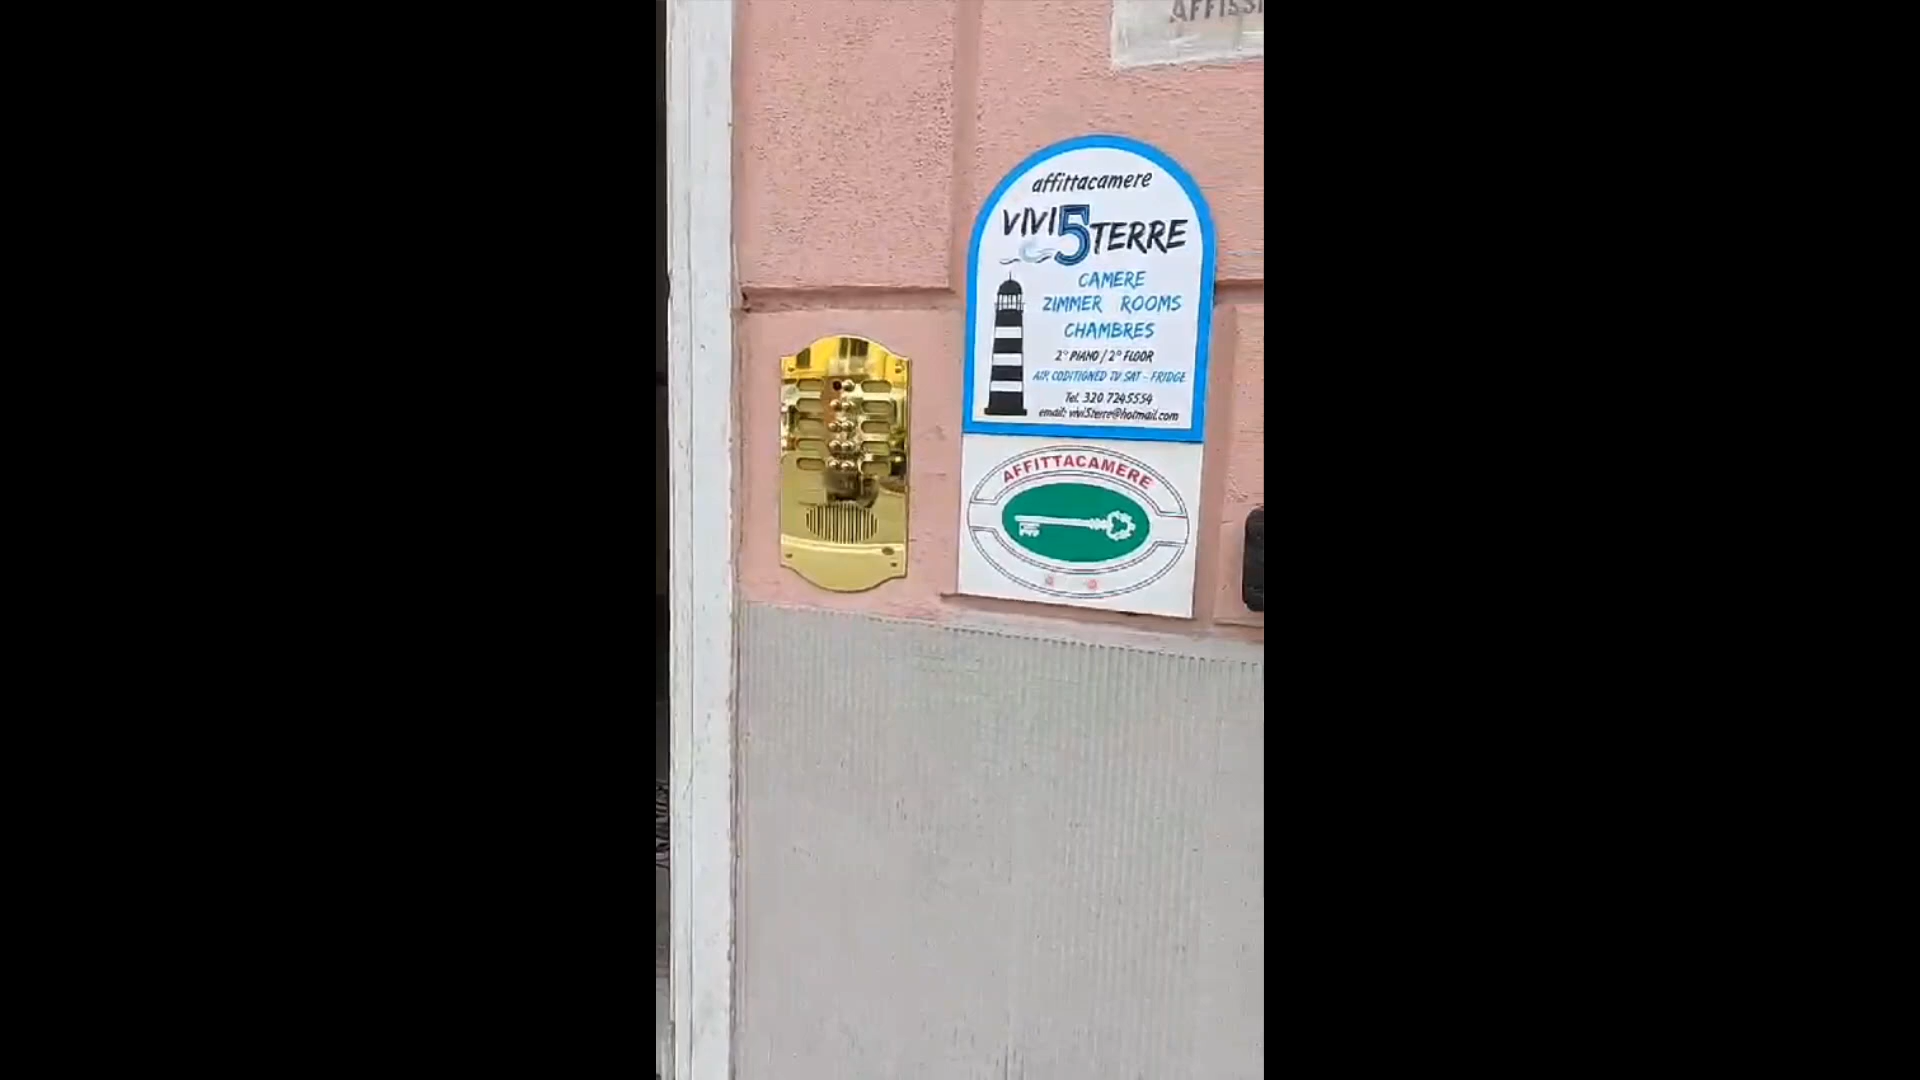 AFFISSI
affittacamere
VIVI5TERRE
CAMERE
ZIMMER ROOMS
CHAMBRES
2° PIANO / 2° FLOOR
AIR CODITIONED TV SAT - FRIDGE
Tel. 320 7245554
email: vivi5terre@hotmail.com
AFFITTACAMERE